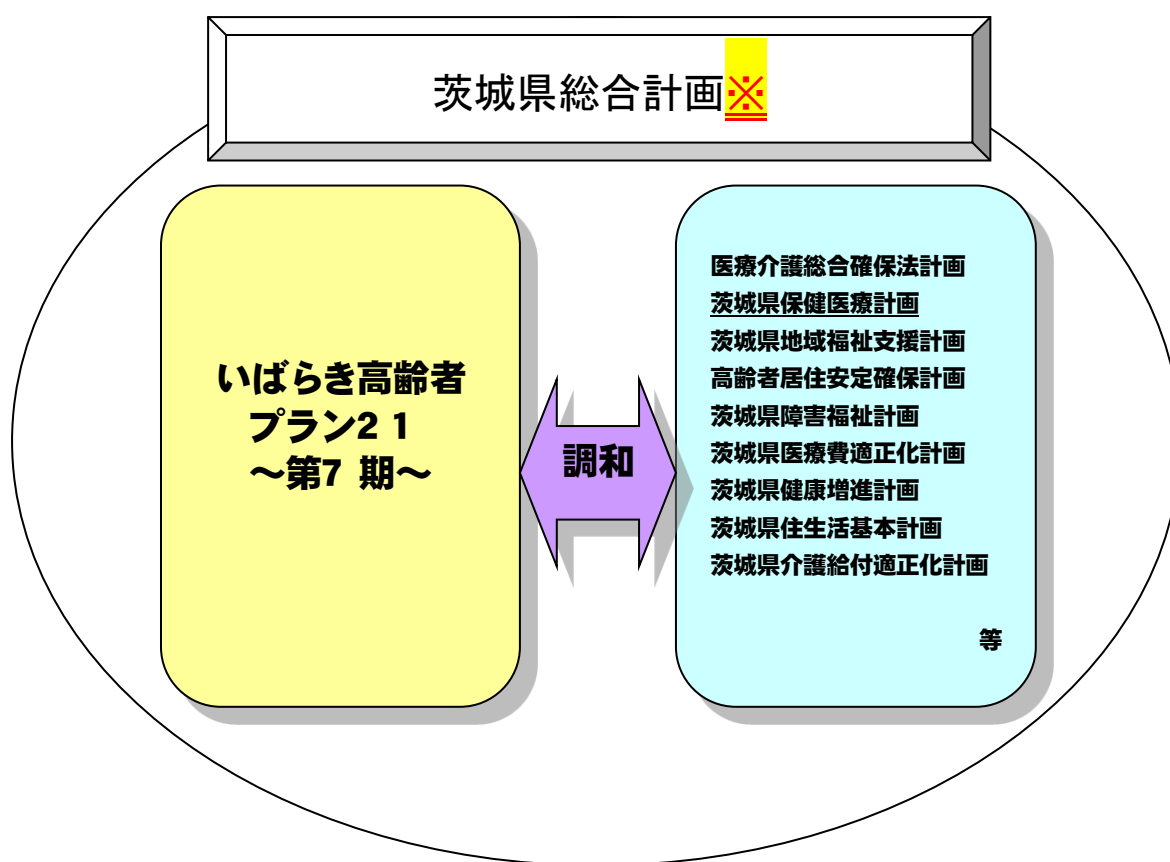 茨城県総合計画※
いばらき高齢者
プラン2 1
～第7 期～
調和
医療介護総合確保法計画
茨城県保健医療計画
茨城県地域福祉支援計画
高齢者居住安定確保計画
茨城県障害福祉計画
茨城県医療費適正化計画
茨城県健康増進計画
茨城県住生活基本計画
茨城県介護給付適正化計画
等